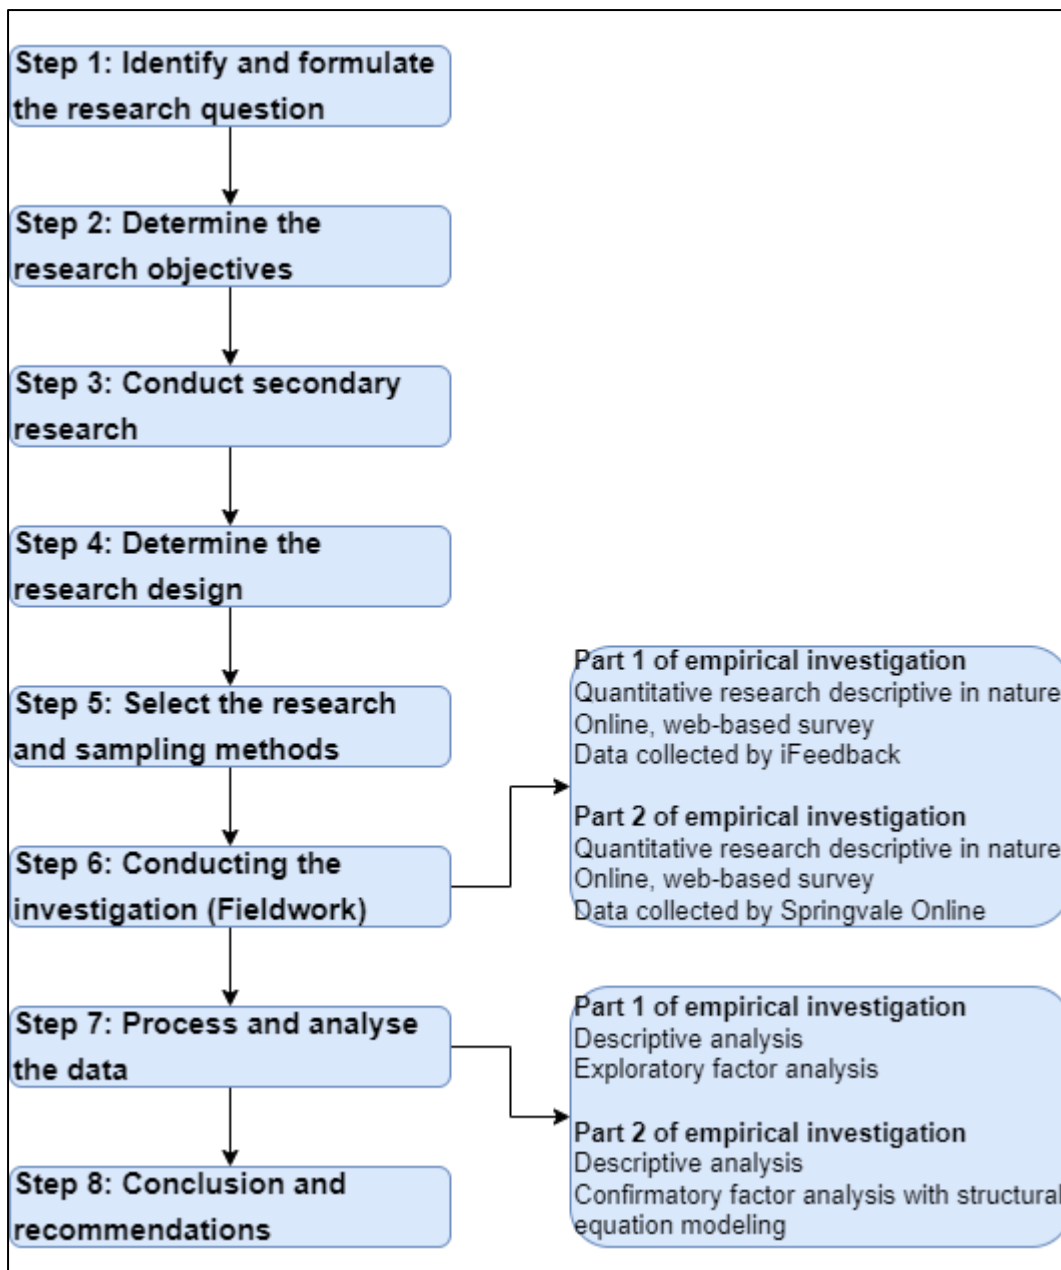 Step 1: Identify and formulate
the research question
Step 2: Determine the
research objectives
Step 3: Conduct secondary
research
Step 4: Determine the
research design
Step 5: Select the research
and sampling methods
Step 6: Conducting the
investigation (Fieldwork)
Part 1 of empirical investigation
Quantitative research descriptive in nature
Online, web-based survey
Data collected by iFeedback
Part 2 of empirical investigation
Quantitative research descriptive in nature
Online, web-based survey
Data collected by Springvale Online
Step 7: Process and analyse
the data
Part 1 of empirical investigation
Descriptive analysis
Exploratory factor analysis
Part 2 of empirical investigation
Descriptive analysis
Confirmatory factor analysis with structural
equation modeling
Step 8: Conclusion and
recommendations